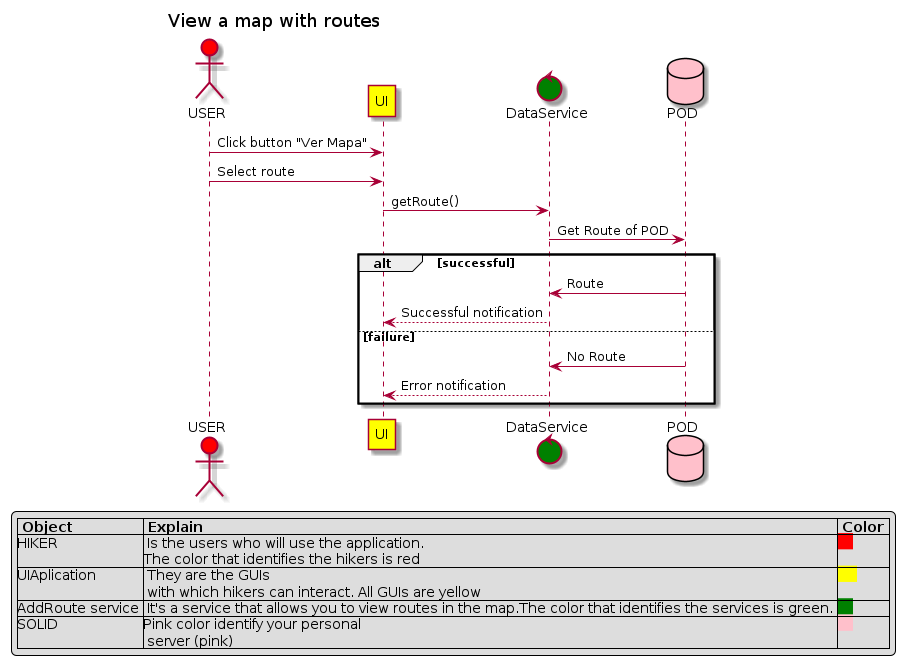 View a map with routes
USER
UI
DataService
POD
Click button "Ver Mapa"
Select route
getRoute()
Get Route of POD
alt [successful]
Route
Successful notification
[failure]
No Route
Error notification
USER
UI
DataService
POD
Object Explain Color
HIKER Is the users who will use the application.
The color that identifies the hikers is red
UIAplication They are the GUIs
with which hikers can interact. All GUIs are yellow
AddRoute service It's a service that allows you to view routes in the map.The color that identifies the services is green.
SOLID Pink color identify your personal
server (pink)